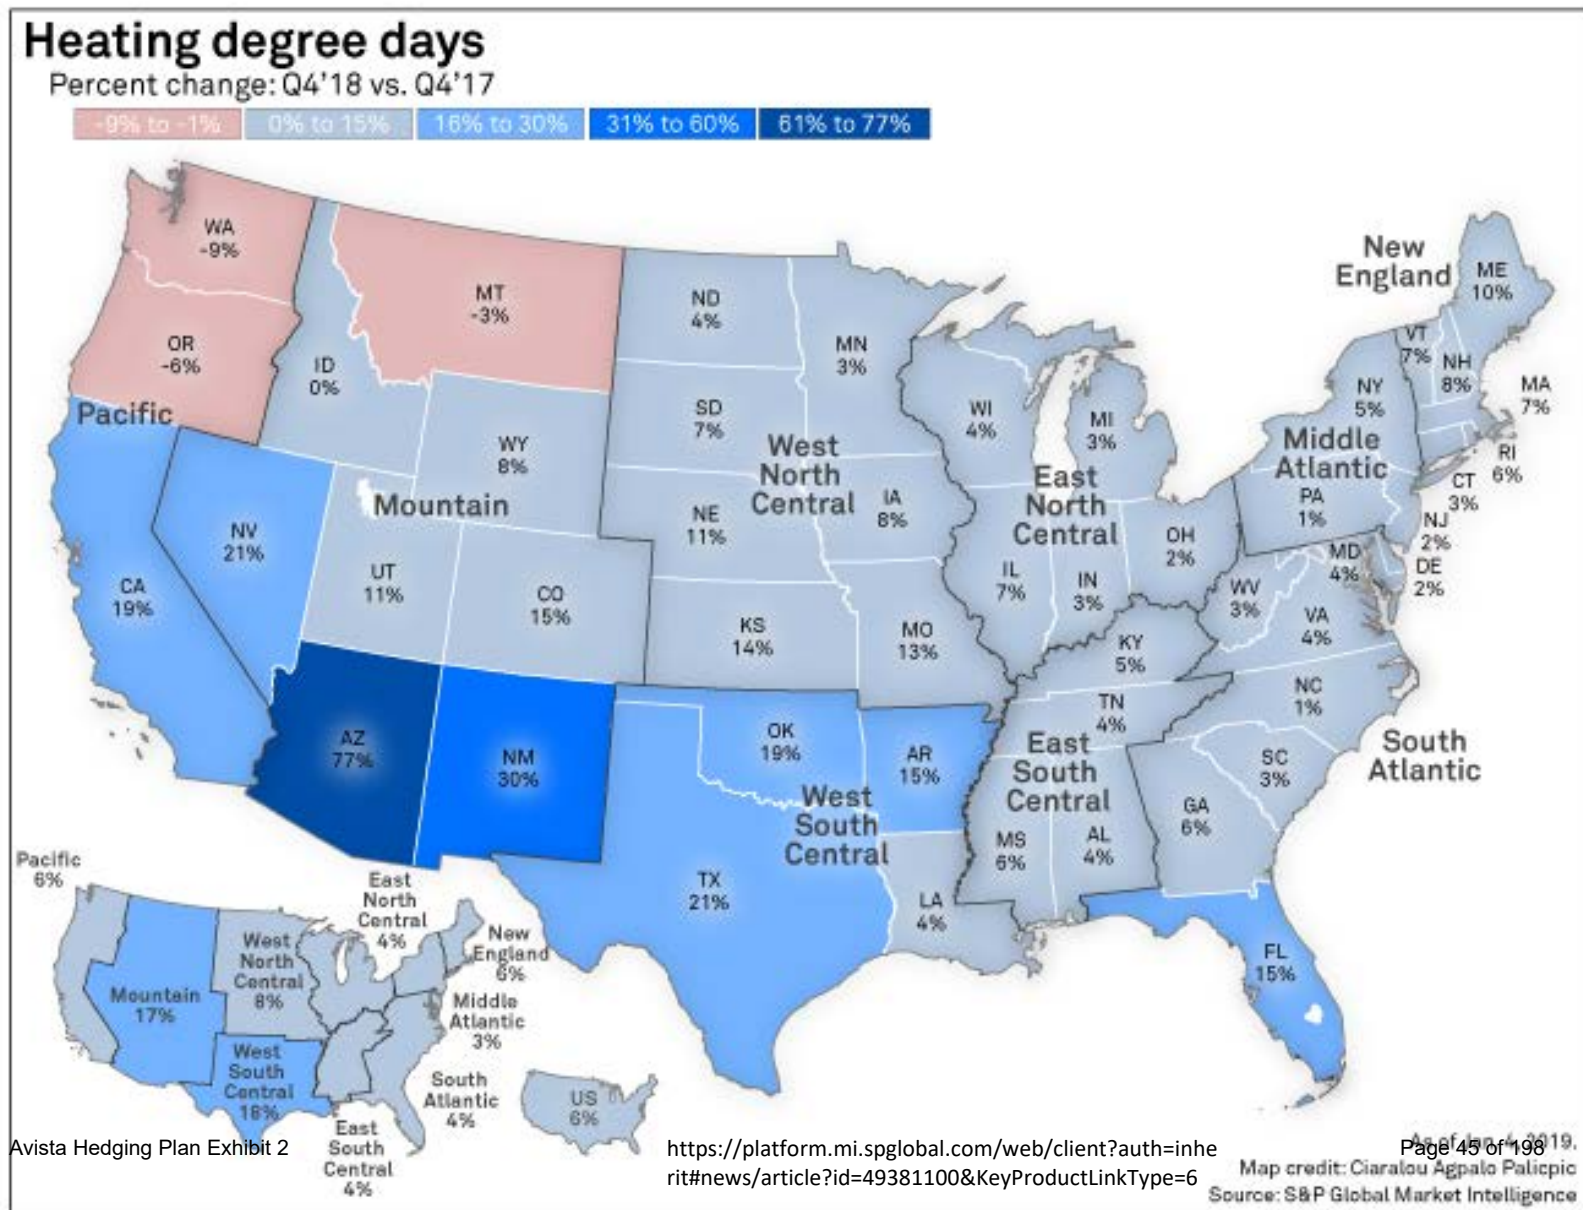 Heating degree days
Percent change: Q4'18 vs. Q4'17
-9% to -1%
0% to 15%
16% to 30%
31% to 60%
61% to 77%
WA
-9%
OR
-6%
MT
-3%
ID
0%
Pacific
WY
8%
Mountain
NV
21%
CA
19%
UT
11%
CO
15%
AZ
77%
NM
30%
ND
4%
MN
3%
SD
7%
West
North
Central
NE
11%
IA
8%
KS
14%
MO
13%
OK
19%
AR
15%
West
South
Central
TX
21%
LA
4%
WI
4%
MI
3%
East
North
Central
IL
7%
IN
3%
OH
2%
KY
5%
TN
4%
East
South
Central
MS
6%
AL
4%
New
England
ME
10%
VT
7%
NH
8%
MA
7%
RI
6%
CT
3%
NY
5%
Middle
Atlantic
PA
1%
NJ
2%
DE
2%
MD
4%
WV
3%
VA
4%
NC
1%
SC
3%
South
Atlantic
GA
6%
FL
15%
Pacific
6%
Mountain
17%
West
North
Central
8%
East
North
Central
4%
New
England
6%
Middle
Atlantic
3%
South
Atlantic
4%
West
South
Central
18%
East
South
Central
4%
US
6%
Avista Hedging Plan Exhibit 2
https://platform.mi.spglobal.com/web/client?auth=inhe
rit#news/article?id=49381100&KeyProductLinkType=6
As of Jan. 4, 2019.
Page 45 of 198
Map credit: Ciaralou Agpalo Palicpic
Source: S&P Global Market Intelligence